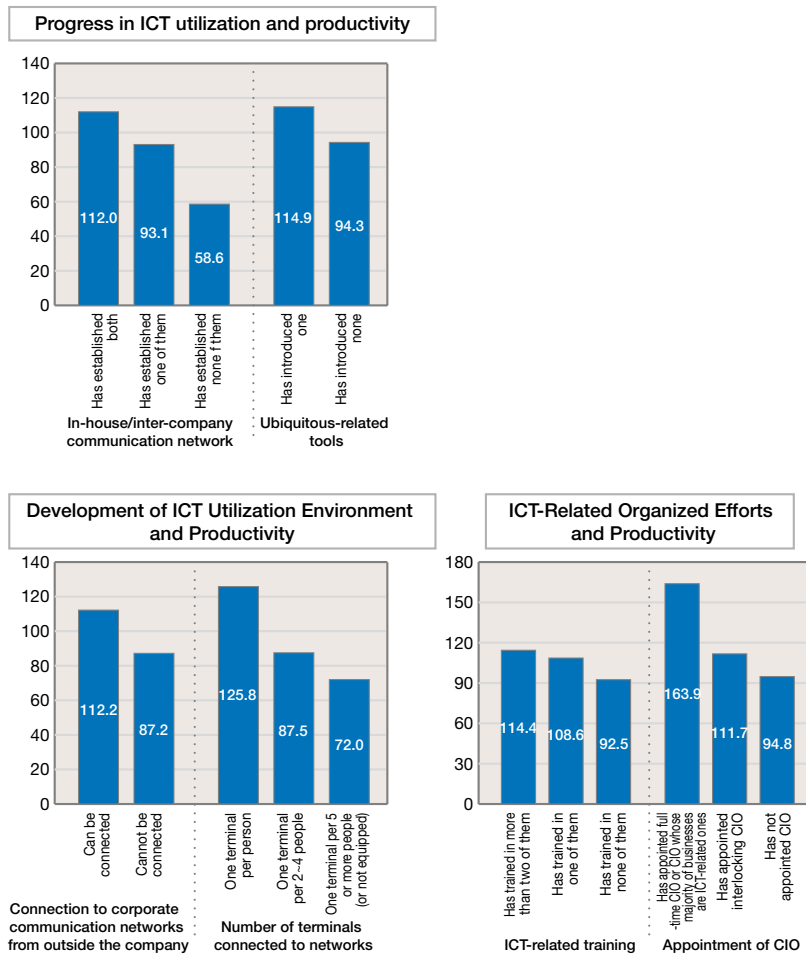 Progress in ICT utilization and productivity
140
120
100
80
60
40
20
0
112.0
93.1
58.6
114.9
94.3
Has established
both
Has established
one of them
Has established
none f them
Has introduced
one
Has introduced
none
In-house/inter-company
communication network
Ubiquitous-related
tools
Development of ICT Utilization Environment
and Productivity
140
120
100
80
60
40
20
0
112.2
87.2
125.8
87.5
72.0
Can be
connected
Cannot be
connected
One terminal
per person
One terminal
per 2~4 people
One terminal per 5
or more people
(or not equipped)
Connection to corporate
communication networks
from outside the company
Number of terminals
connected to networks
ICT-Related Organized Efforts
and Productivity
180
150
120
90
60
30
0
114.4
108.6
92.5
163.9
111.7
94.8
Has trained in more
than two of them
Has trained in
one of them
Has trained in
none of them
Has appointed full
-time CIO or CIO whose
majority of businesses
are ICT-related ones
Has appointed
interlocking CIO
Has not
appointed CIO
ICT-related training
Appointment of CIO